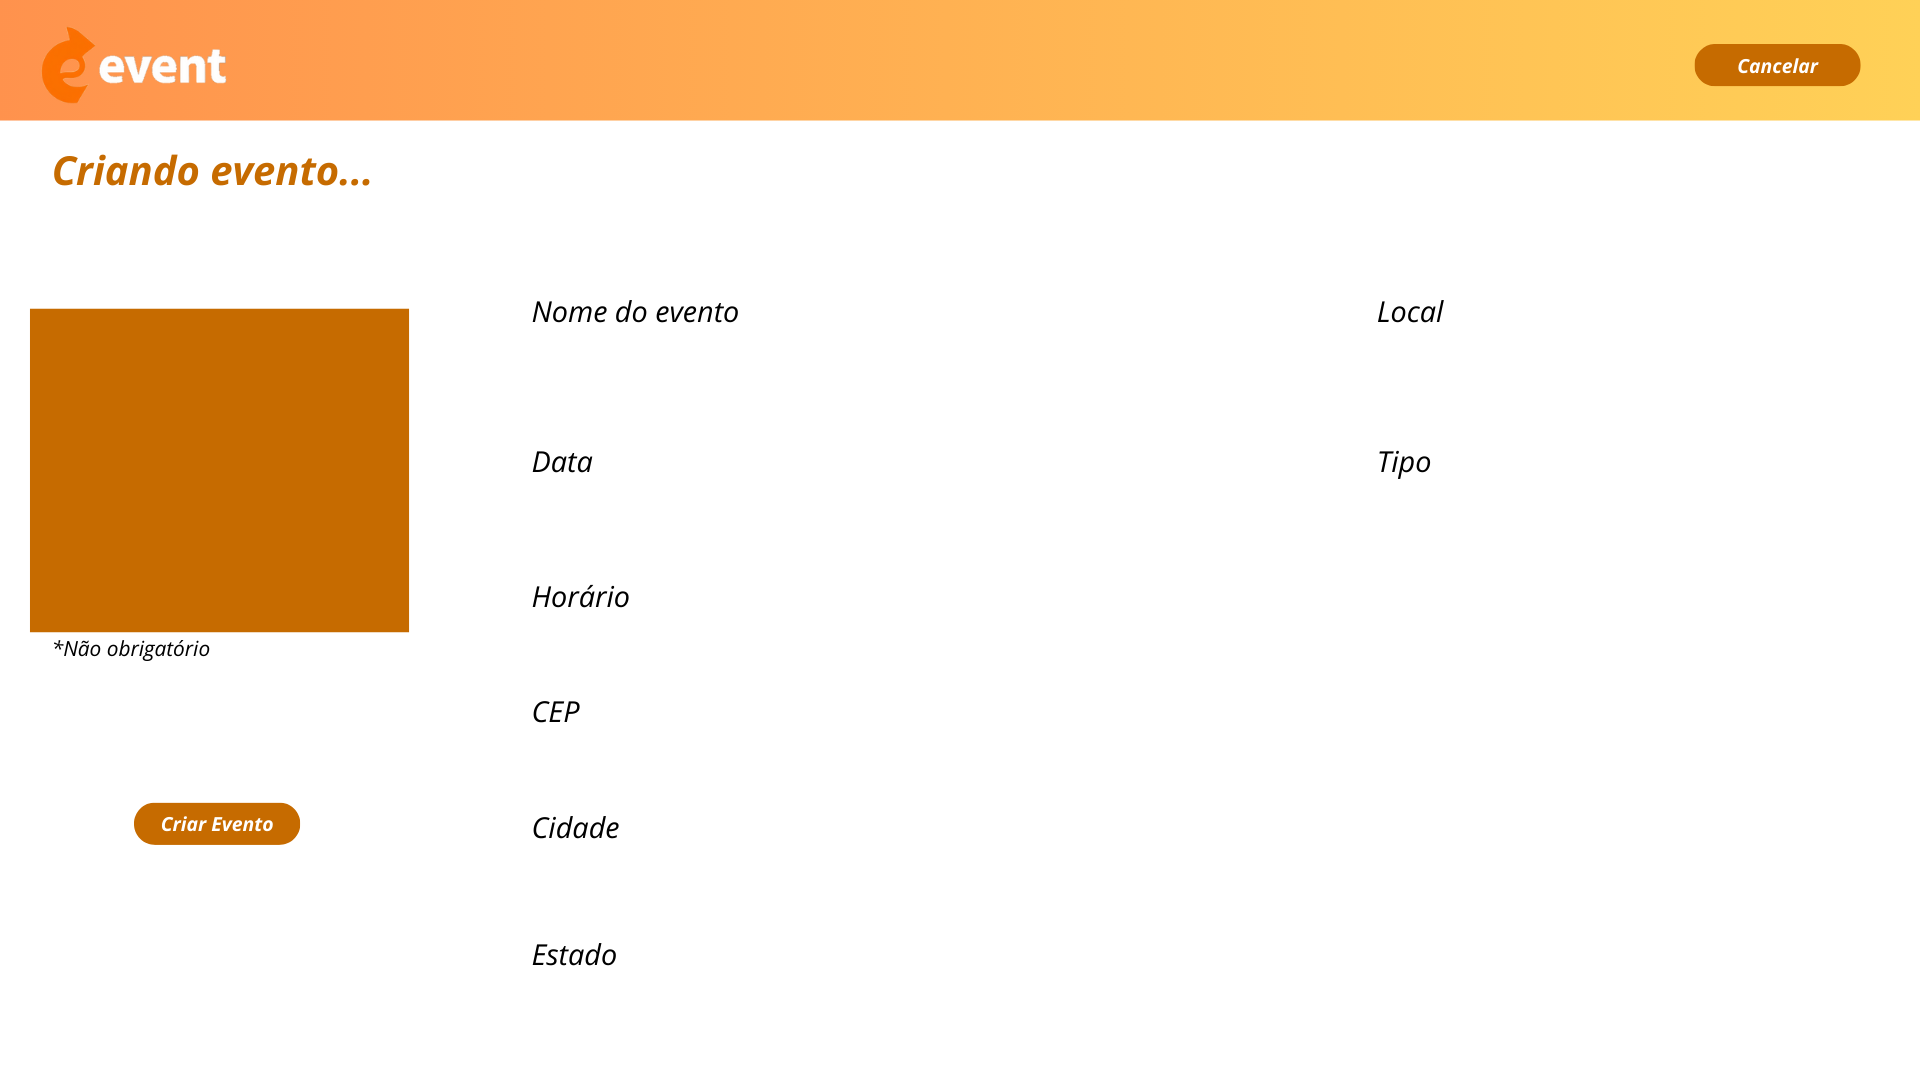 event
Cancelar
Criando evento...
Nome do evento
Local
Data
Tipo
Horário
*Não obrigatório
CEP
Criar Evento
Cidade
Estado